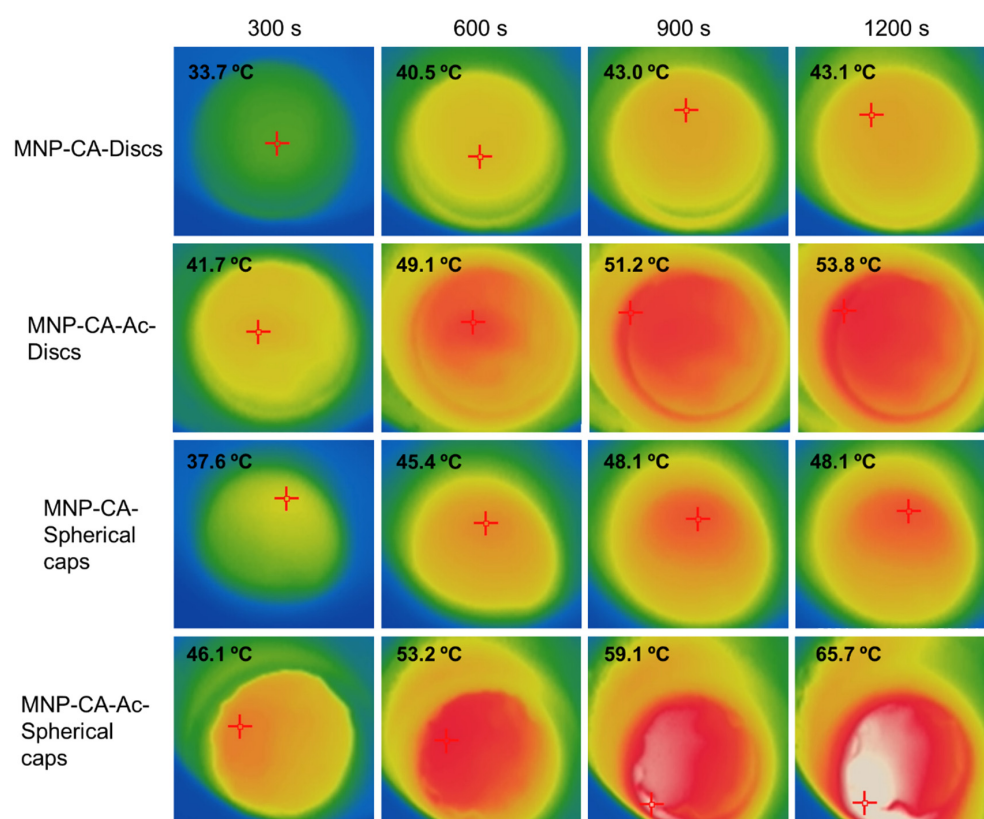 300 s 600 s 900 s 1200 s
33.7 ºC 40.5 ºC 43.0 ºC 43.1 ºC
MNP-CA-Discs
41.7 ºC 49.1 ºC 51.2 ºC 53.8 ºC
MNP-CA-Ac-
Discs
37.6 ºC 45.4 ºC 48.1 ºC 48.1 ºC
MNP-CA-
Spherical
caps
46.1 ºC 53.2 ºC 59.1 ºC 65.7 ºC
MNP-CA-Ac-
Spherical
caps